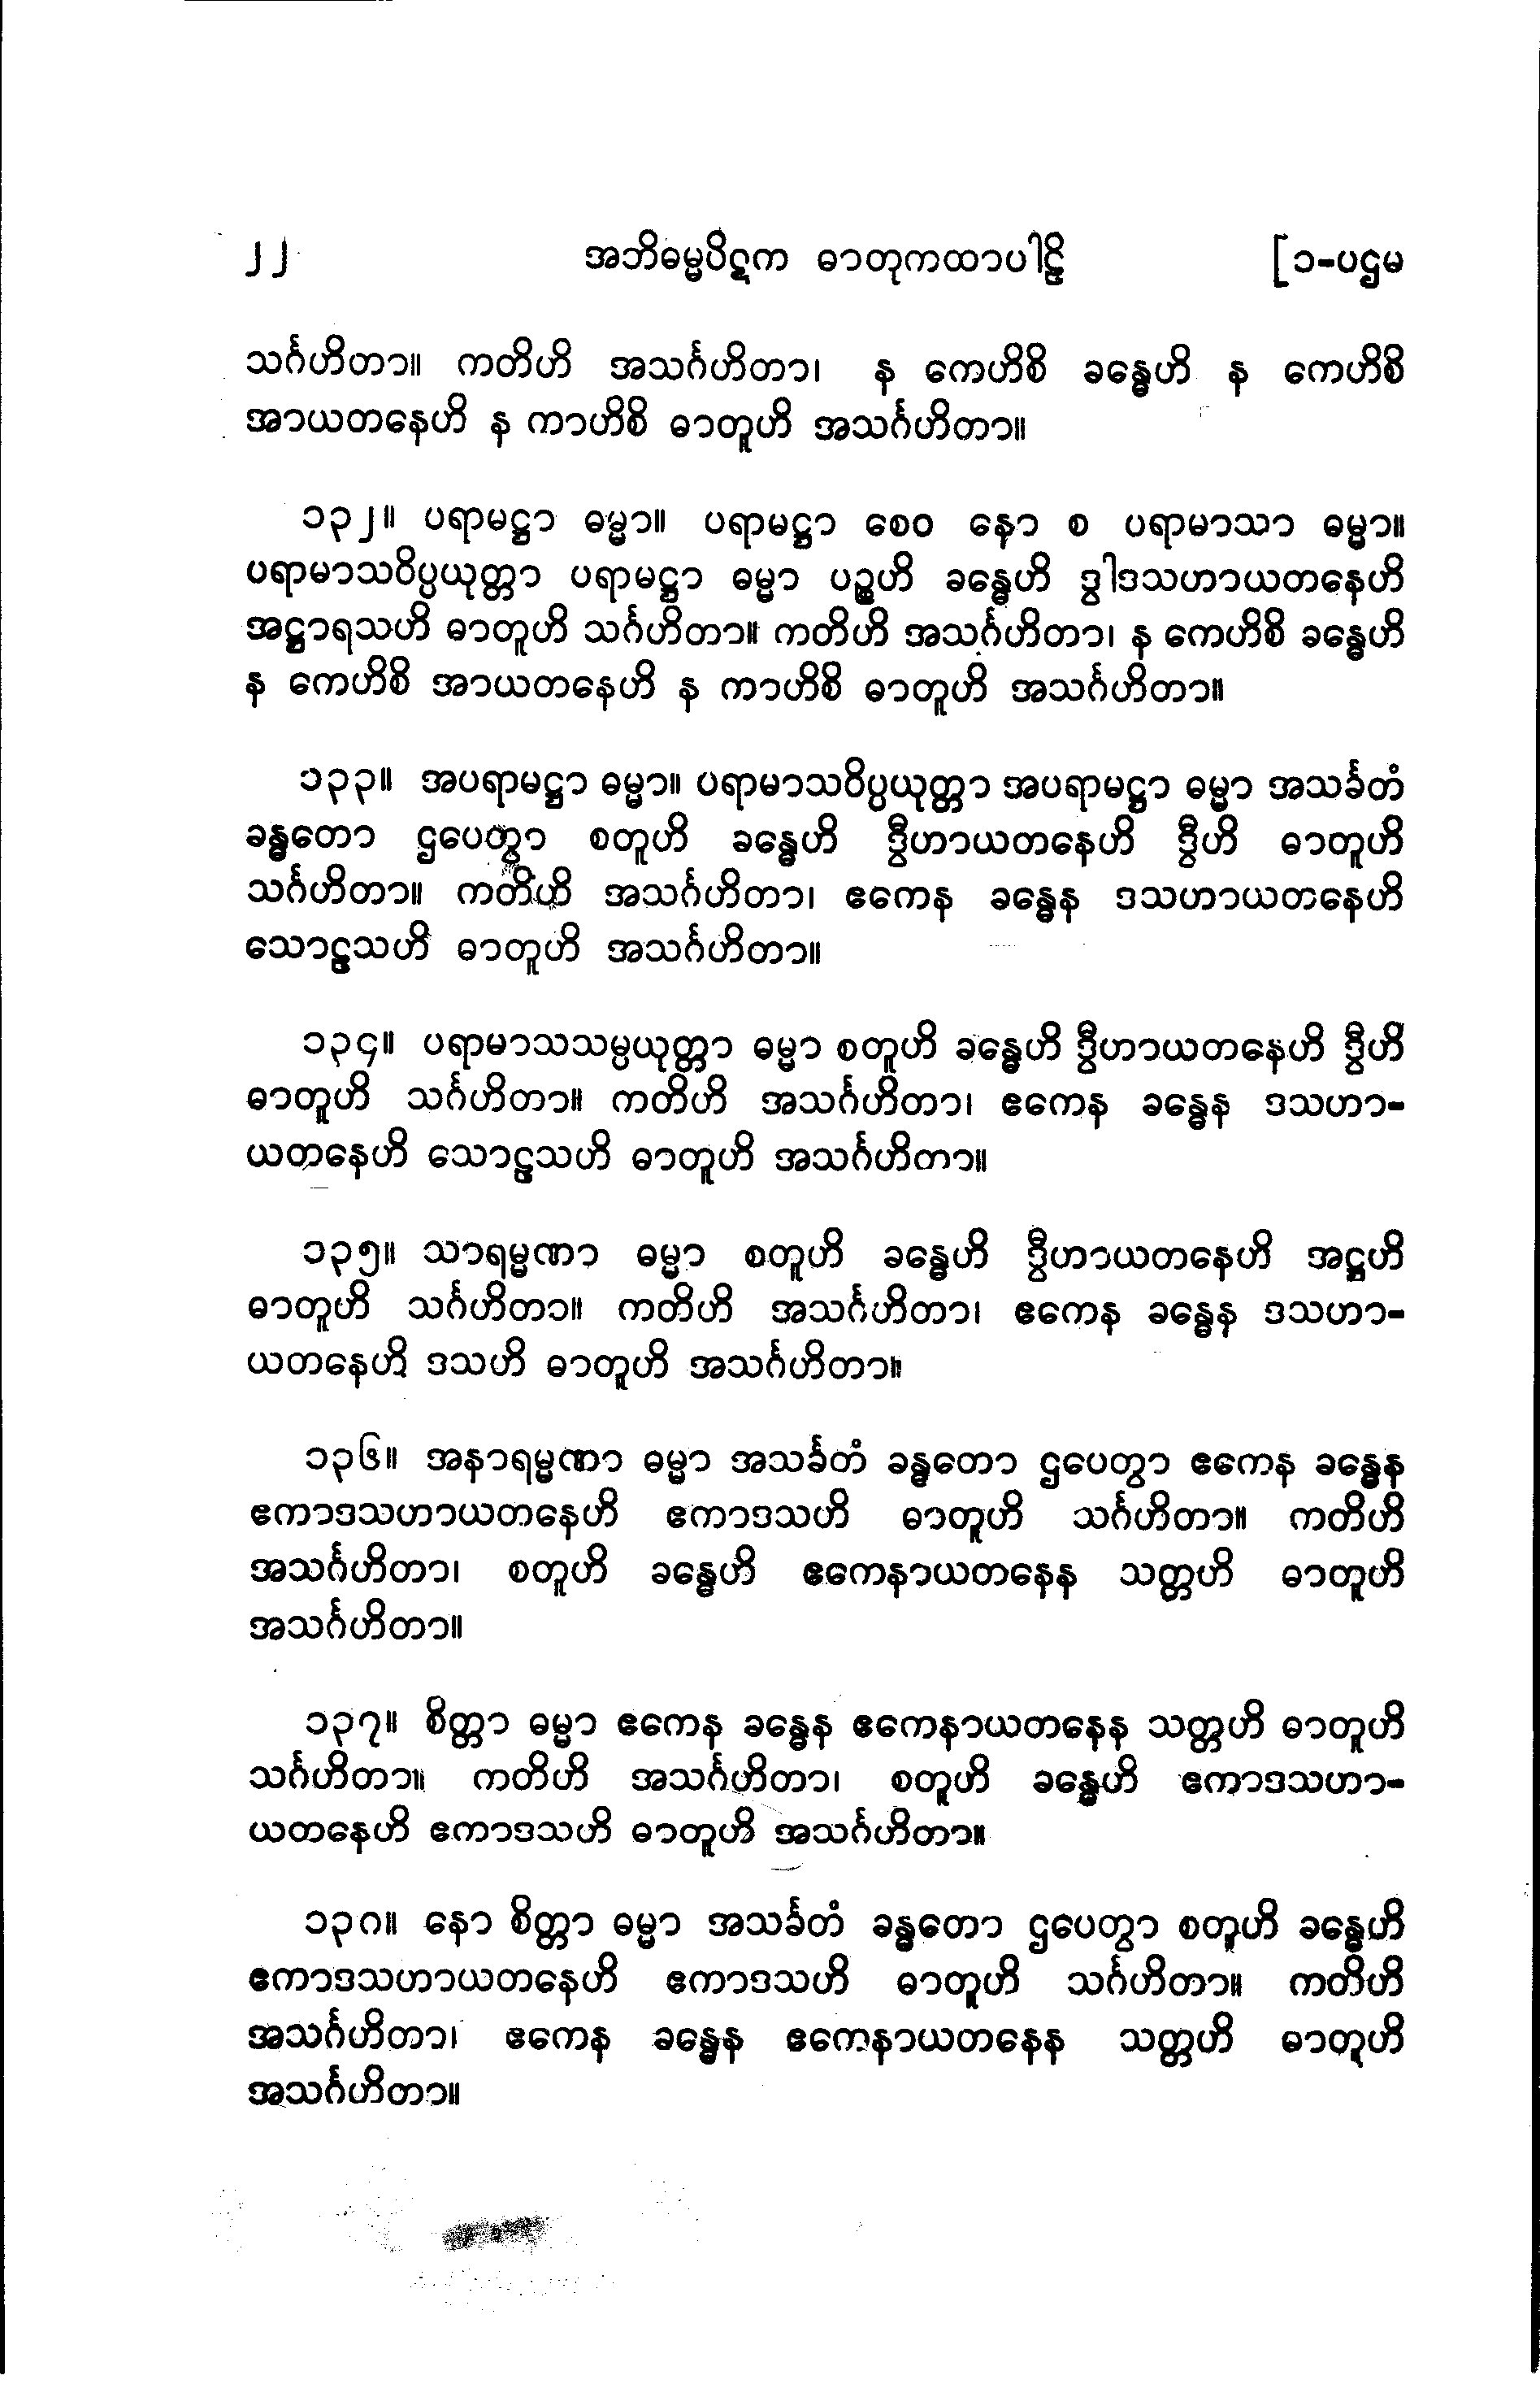 ၂၂ အဘိဓမ္မပိဋက ဓာတုကထာပါဠိ [၁-ပဌမ
သင်္ဂဟိတာ။ ကတိဟိ အသင်္ဂဟိတာ၊ န ကေဟိစိ ခန္ဓေဟိ န ကေဟိစိ
အာယတနေဟိ န ကာဟိစိ ဓာတူဟိ အသင်္ဂဟိတာ။
၁၃၂။ ပရာမဋ္ဌာ ဓမ္မာ။ ပရာမဋ္ဌာ စေဝ နော စ ပရာမာသာ ဓမ္မာ။
ပရာမာသဝိပ္ပယုတ္တာ ပရာမဋ္ဌာ ဓမ္မာ ပဉ္စဟိ ခန္ဓေဟိ ဒွါဒသဟာယတနေဟိ
အဋ္ဌာရသဟိ ဓာတူဟိ သင်္ဂဟိတာ။ ကတိဟိ အသင်္ဂဟိတာ၊ န ကေဟိစိ ခန္ဓေဟိ
န ကေဟိစိ အာယတနေဟိ န ကာဟိစိ ဓာတူဟိ အသင်္ဂဟိတာ။
၁၃၃။ အပရာမဋ္ဌာ ဓမ္မာ။ ပရာမာသဝိပ္ပယုတ္တာ အပရာမဋ္ဌာ ဓမ္မာ အသင်္ခတံ
ခန္ဓတော ဌပေတွာ စတူဟိ ခန္ဓေဟိ ဒွီဟာယတနေဟိ ဒွီဟိ ဓာတူဟိ
သင်္ဂဟိတာ။ ကတိဟိ အသင်္ဂဟိတာ၊ ဧကေန ခန္ဓေန ဒသဟာယတနေဟိ
သောဠသဟိ ဓာတူဟိ အသင်္ဂဟိတာ။
၁၃၄။ ပရာမာသသမ္ပယုတ္တာ ဓမ္မာ စတူဟိ ခန္ဓေဟိ ဒွီဟာယတနေဟိ ဒွီဟိ
ဓာတူဟိ သင်္ဂဟိတာ။ ကတိဟိ အသင်္ဂဟိတာ၊ ဧကေန ခန္ဓေန ဒသဟာ-
ယတနေဟိ သောဠသဟိ ဓာတူဟိ အသင်္ဂဟိတာ။
၁၃၅။ သာရမ္မဏာ ဓမ္မာ စတူဟိ ခန္ဓေဟိ ဒွီဟာယတနေဟိ အဋ္ဌဟိ
ဓာတူဟိ သင်္ဂဟိတာ။ ကတိဟိ အသင်္ဂဟိတာ၊ ဧကေန ခန္ဓေန ဒသဟာ-
ယတနေဟိ ဒသဟိ ဓာတူဟိ အသင်္ဂဟိတာ။
၁၃၆။ အနာရမ္မဏာ ဓမ္မာ အသင်္ခတံ ခန္ဓတော ဌပေတွာ ဧကေန ခန္ဓေန
ဧကာဒသဟာယတနေဟိ ဧကာဒသဟိ ဓာတူဟိ သင်္ဂဟိတာ။ ကတိဟိ
အသင်္ဂဟိတာ၊ စတူဟိ ခန္ဓေဟိ ဧကေနာယတနေန သတ္တဟိ ဓာတူဟိ
အသင်္ဂဟိတာ။
၁၃၇။ စိတ္တာ ဓမ္မာ ဧကေန ခန္ဓေန ဧကေနာယတနေန သတ္တဟိ ဓာတူဟိ
သင်္ဂဟိတာ။ ကတိဟိ အသင်္ဂဟိတာ၊ စတူဟိ ခန္ဓေဟိ ဧကာဒသဟာ-
ယတနေဟိ ဧကာဒသဟိ ဓာတူဟိ အသင်္ဂဟိတာ။
၁၃၈။ နော စိတ္တာ ဓမ္မာ အသင်္ခတံ ခန္ဓတော ဌပေတွာ စတူဟိ ခန္ဓေဟိ
ဧကာဒသဟာယတနေဟိ ဧကာဒသဟိ ဓာတူဟိ သင်္ဂဟိတာ။ ကတိဟိ
အသင်္ဂဟိတာ၊ ဧကေန ခန္ဓေန ဧကေနာယတနေန သတ္တဟိ ဓာတူဟိ
အသင်္ဂဟိတာ။